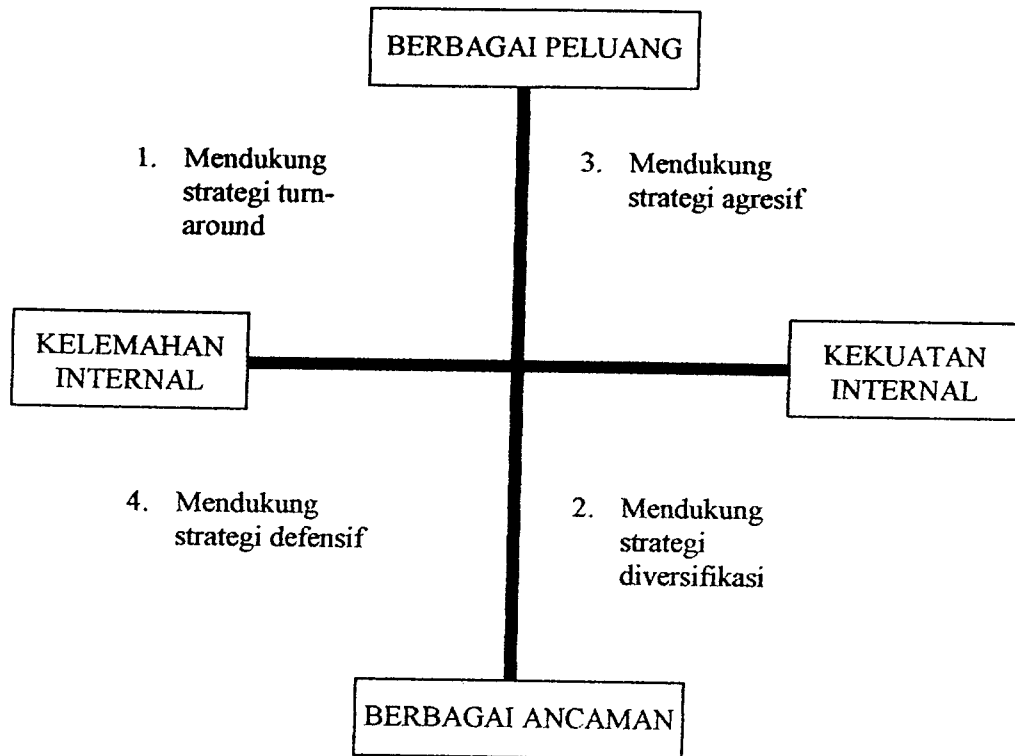 BERBAGAI PELUANG
1. Mendukung
strategi turn-
around
3. Mendukung
strategi agresif
KELEMAHAN
INTERNAL
KEKUATAN
INTERNAL
4. Mendukung
strategi defensif
2. Mendukung
strategi
diversifikasi
BERBAGAI ANCAMAN